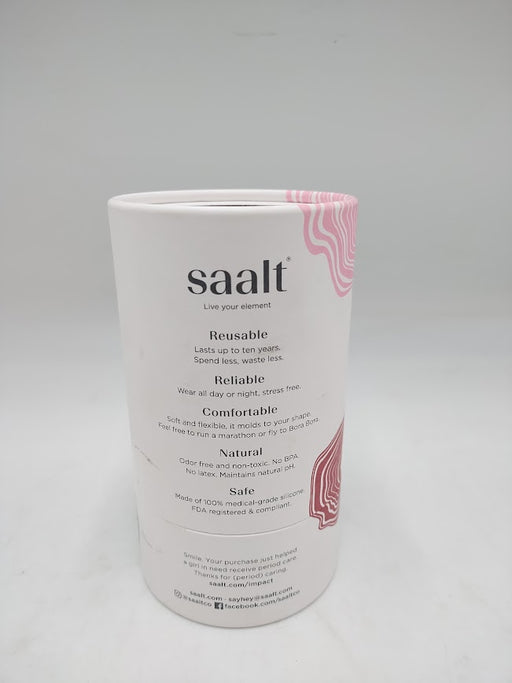 saalt®
Live your element
Reusable
Lasts up to ten years.
Spend less, waste less.
Reliable
Wear all day or night, stress free.
Comfortable
Soft and flexible, it molds to your shape.
Feel free to run a marathon or fly to Bora Bora.
Natural
Odor free and non-toxic. No BPA.
No latex. Maintains natural pH.
Safe
Made of 100% medical-grade silicone.
FDA registered & compliant.
Smile. Your purchase just helped
a girl in need receive period care.
Thanks for (period) caring.
saalt.com/impact
saalt.com · sayhey@saalt.com
@saaltco facebook.com/saaltco